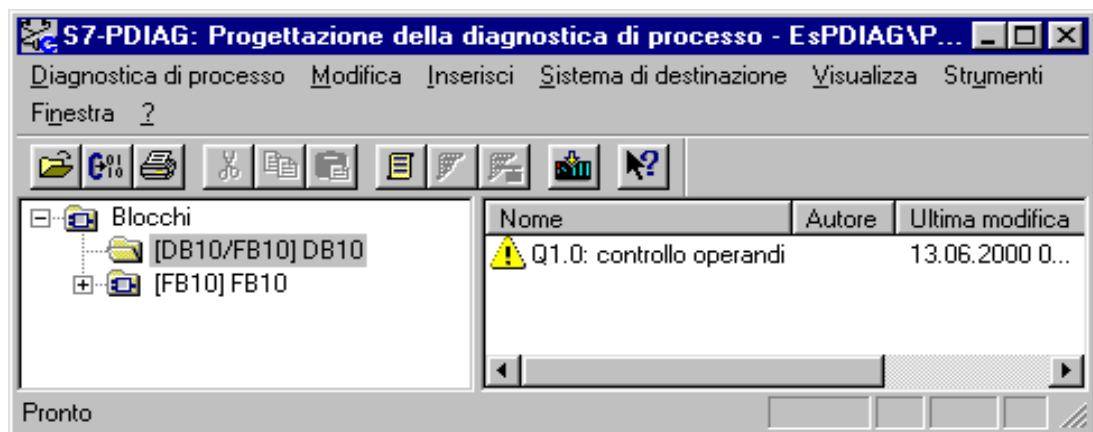 S7-PDIAG: Progettazione della diagnostica di processo - EsPDIAG\P...
Diagnostica di processo Modifica Inserisci Sistema di destinazione Visualizza Strumenti
Finestra ?
Blocchi
[DB10/FB10] DB10
[FB10] FB10
Nome Autore Ultima modifica
Q1.0: controllo operandi 13.06.2000 0...
Pronto